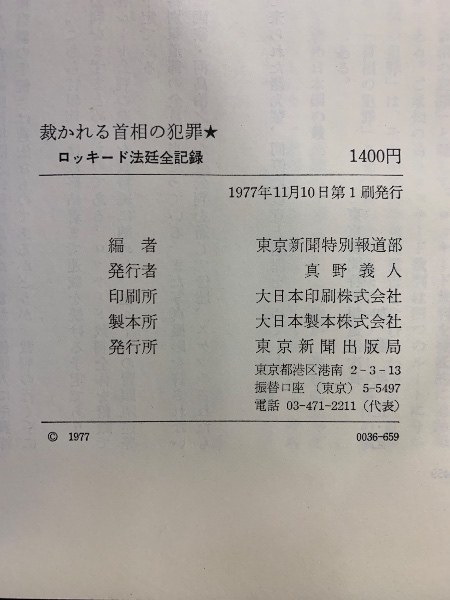 裁かれる首相の犯罪★
ロッキード法廷全記録 1400円
1977年11月10日第1刷発行
編者 東京新聞特別報道部
発行者 真野義人
印刷所 大日本印刷株式会社
製本所 大日本製本株式会社
発行所 東京新聞出版局
東京都港区港南 2-3-13
振替口座 (東京) 5-5497
電話 03-471-2211 (代表)
© 1977 0036-659